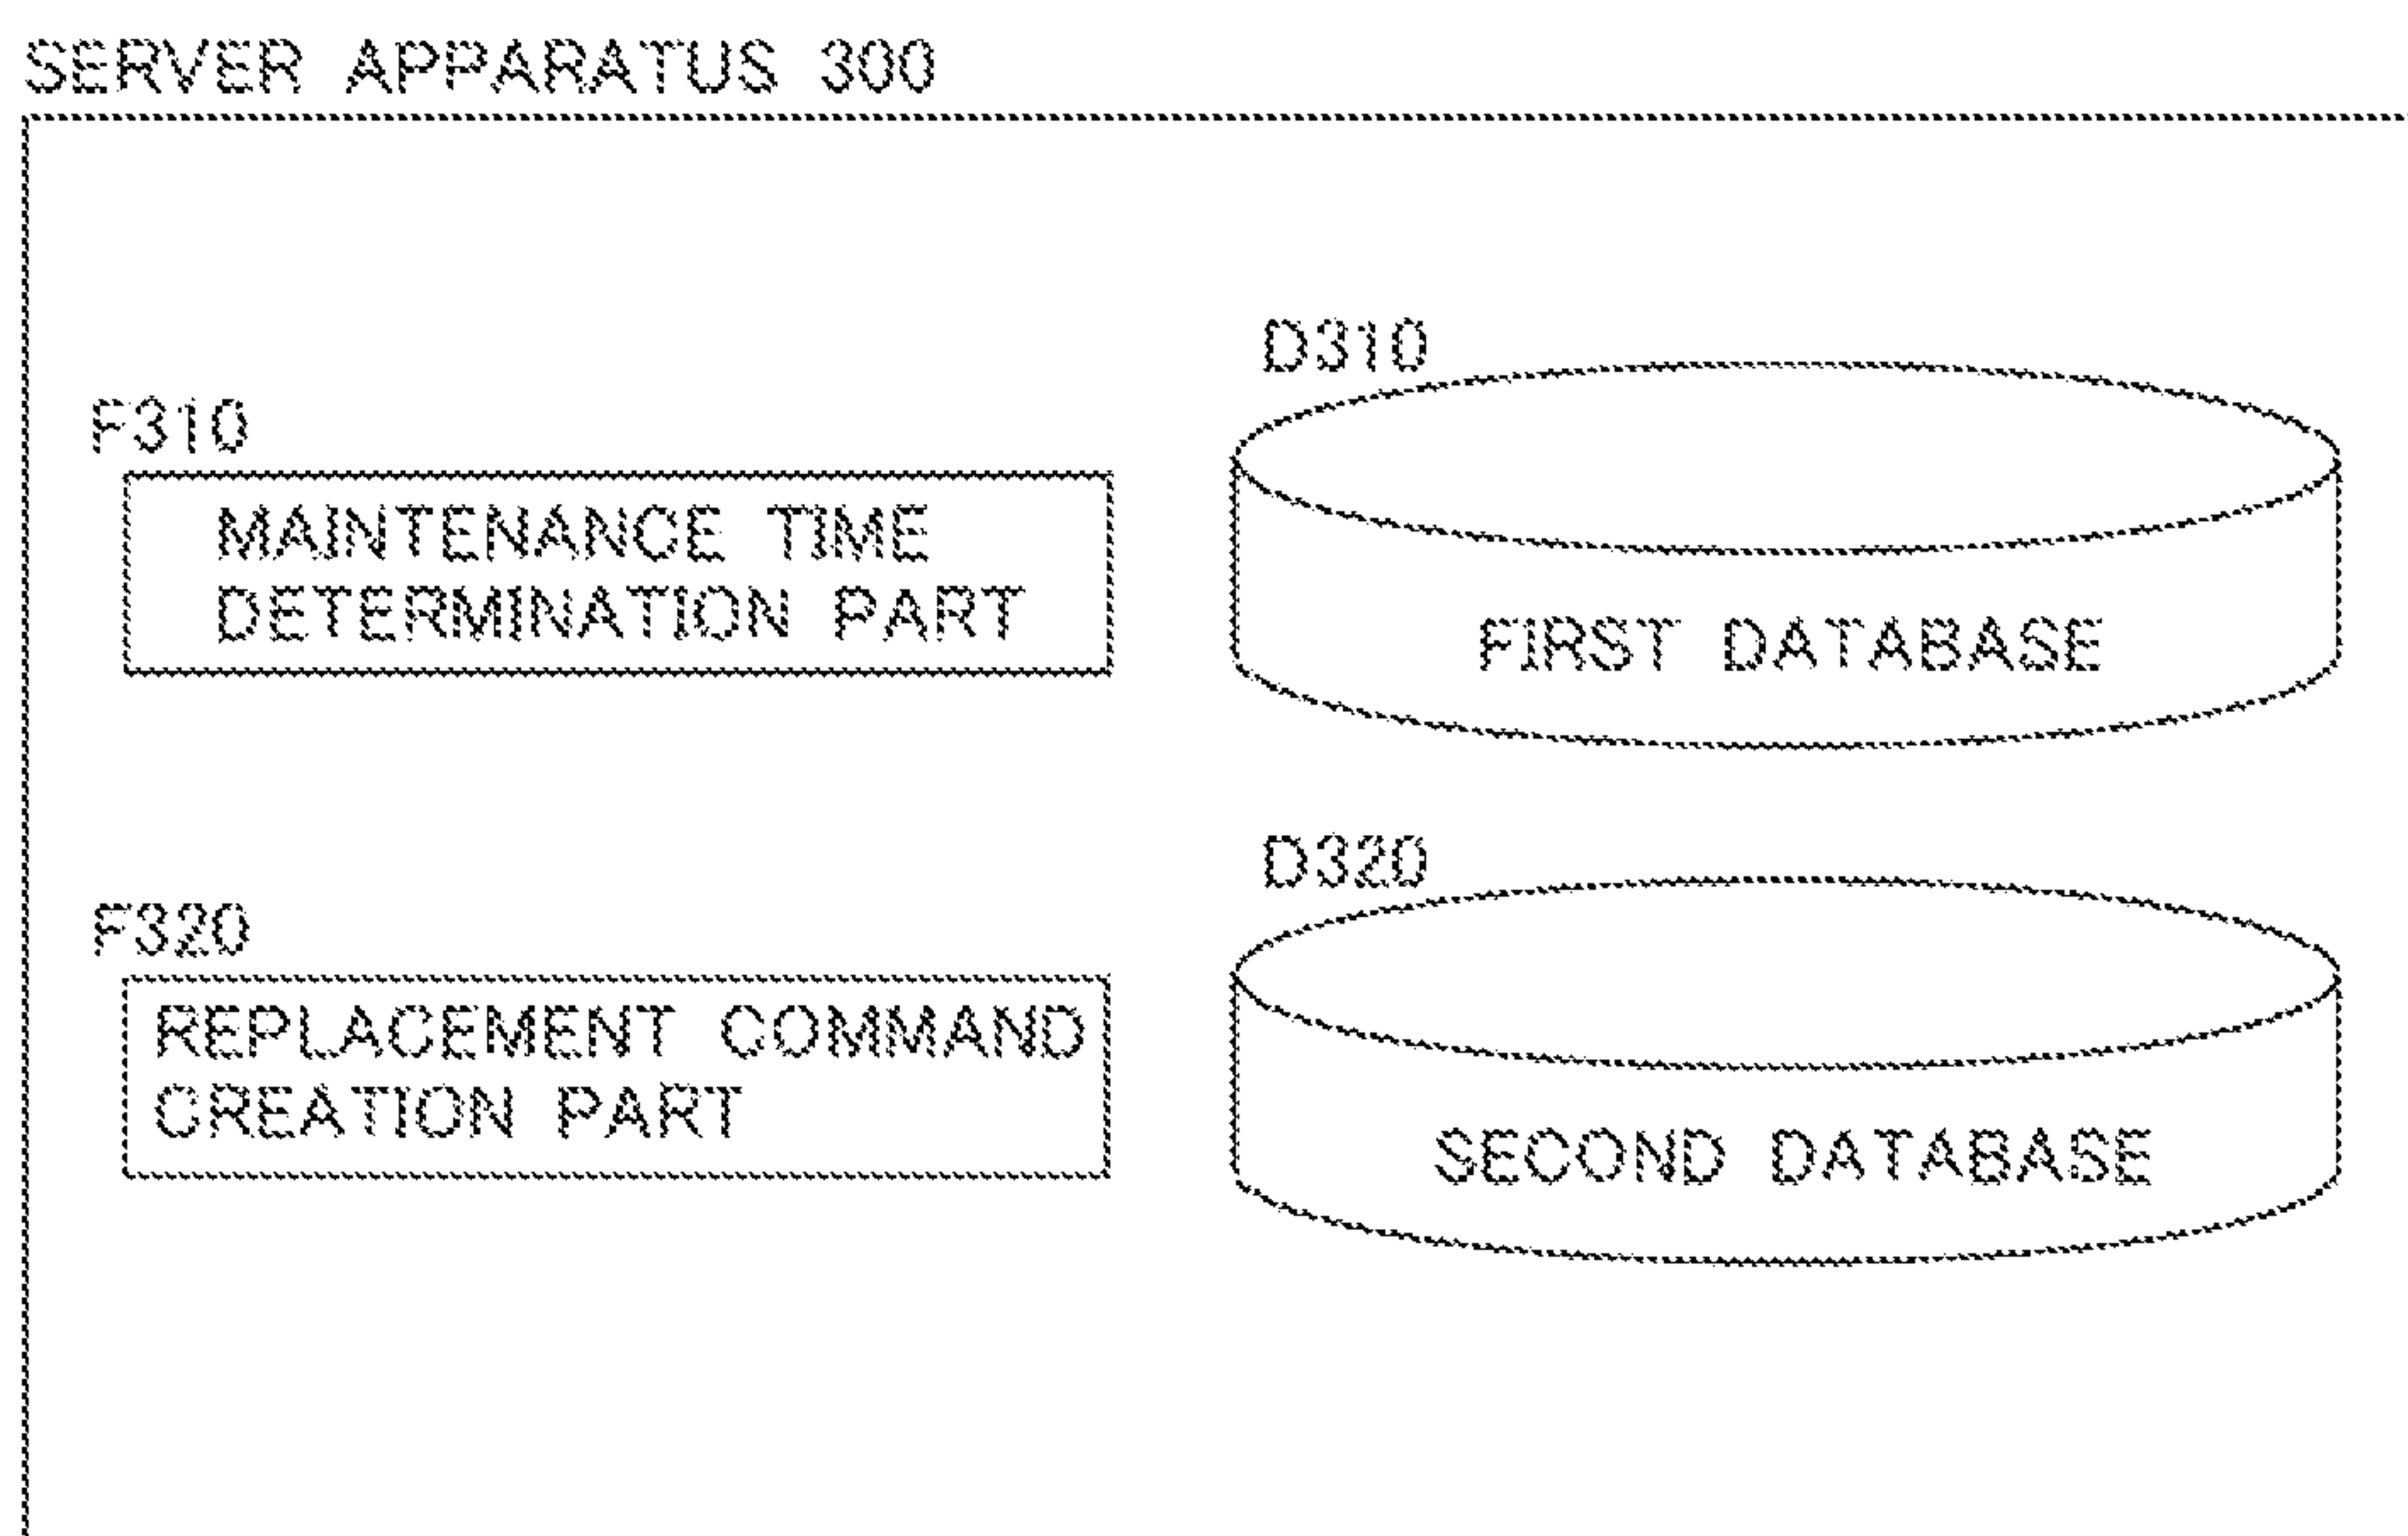 SERVER APPARATUS 300
F310
MAINTENANCE TIME
DETERMINATION PART
D310
FIRST DATABASE
F320
REPLACEMENT COMMAND
CREATION PART
D320
SECOND DATABASE